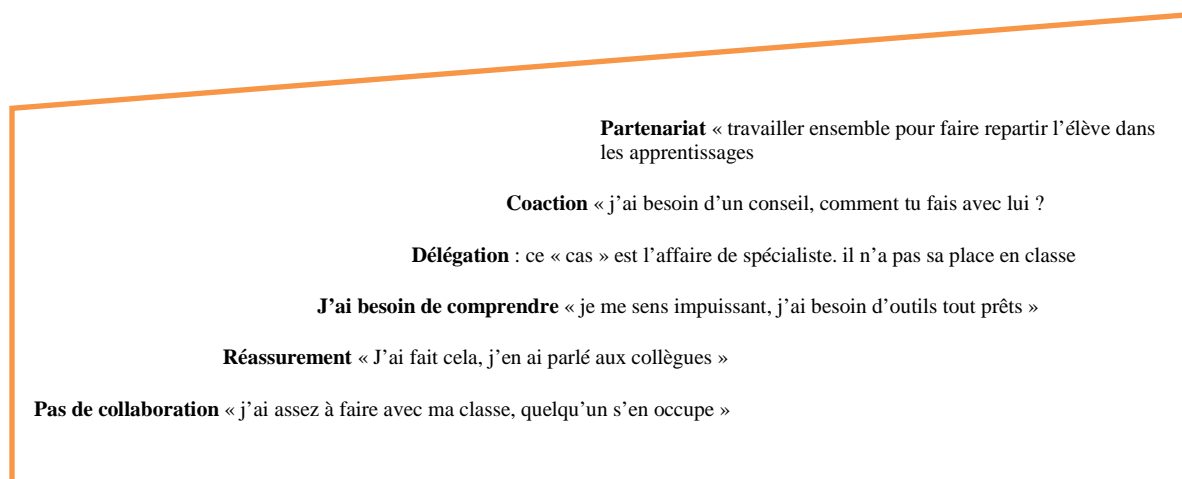 Partenariat « travailler ensemble pour faire repartir l’élève dans
les apprentissages
Coaction « j’ai besoin d’un conseil, comment tu fais avec lui ?
Délégation : ce « cas » est l’affaire de spécialiste. il n’a pas sa place en classe
J’ai besoin de comprendre « je me sens impuissant, j’ai besoin d’outils tout prêts »
Réassurement « J’ai fait cela, j’en ai parlé aux collègues »
Pas de collaboration « j’ai assez à faire avec ma classe, quelqu’un s’en occupe »